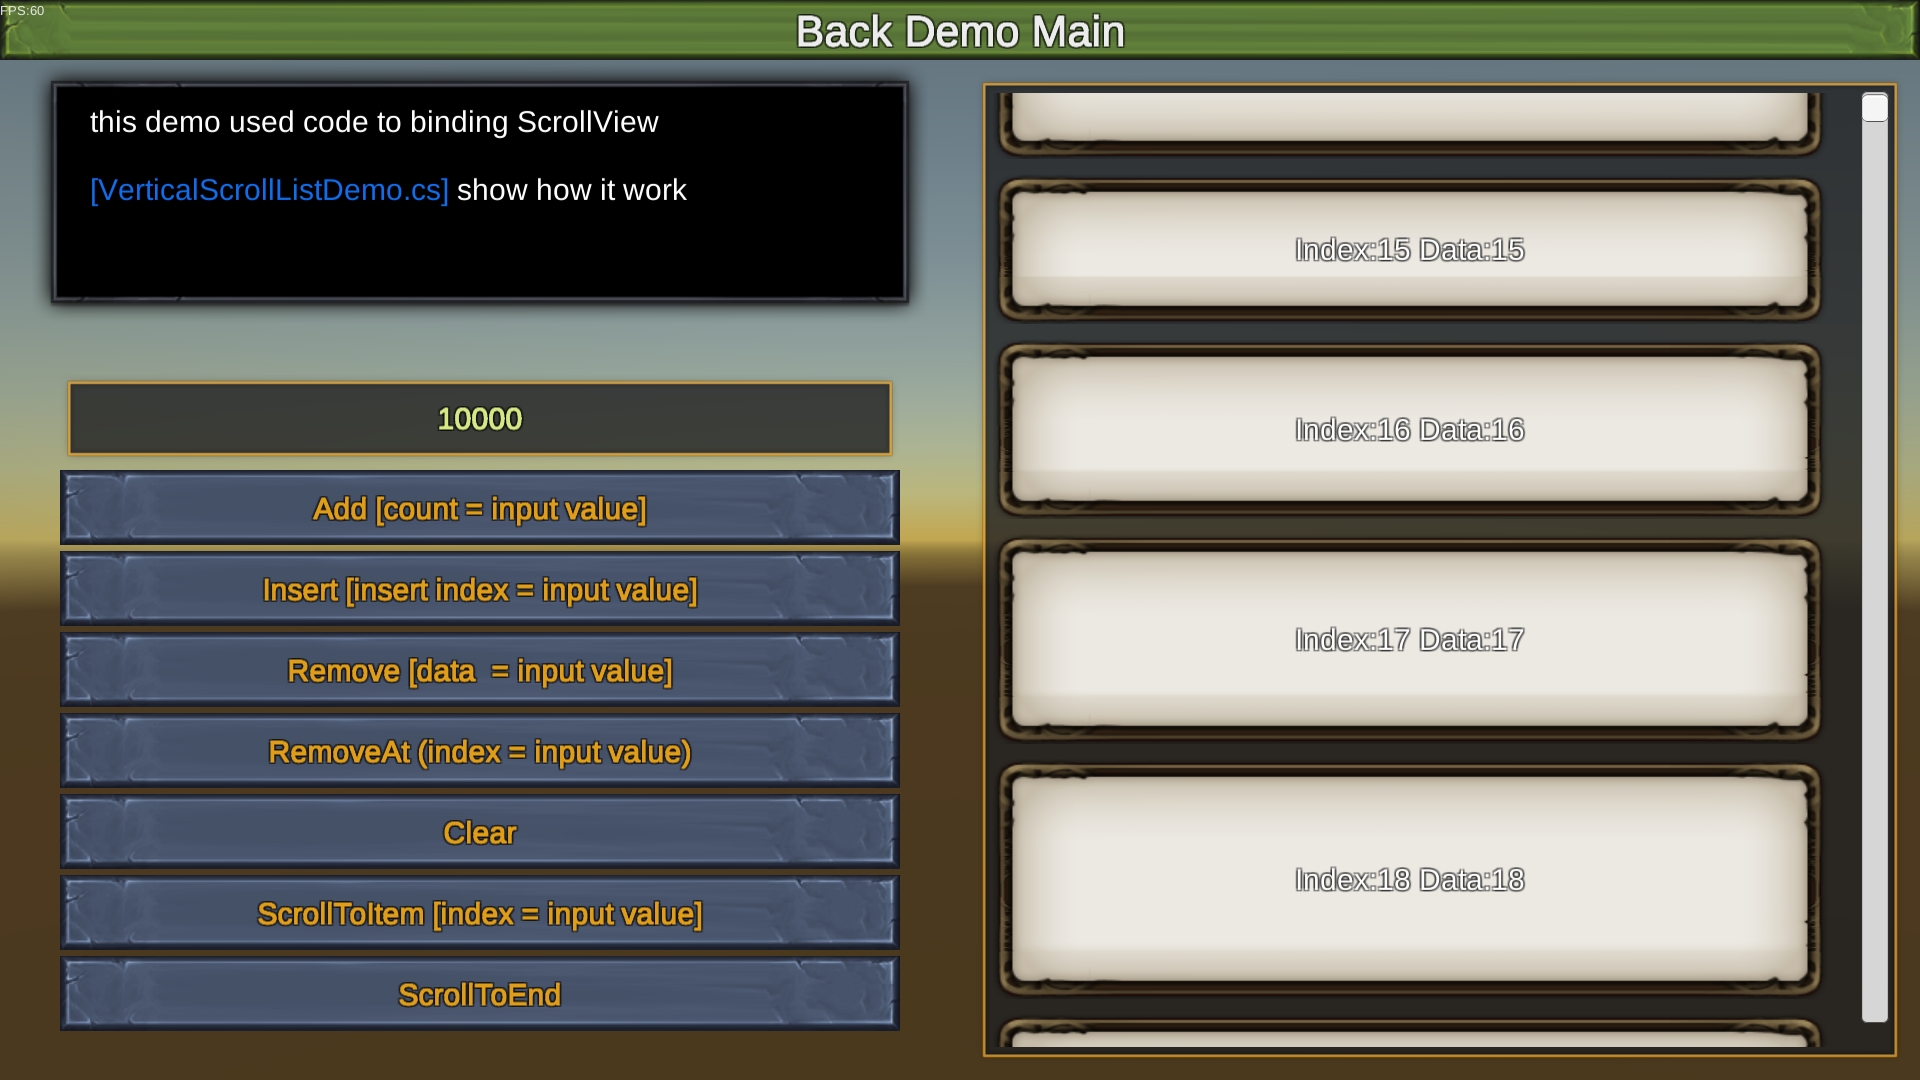 FPS:60
Back Demo Main
this demo used code to binding ScrollView
[VerticalScrollListDemo.cs] show how it work
10000
Add [count = input value]
Insert [insert index = input value]
Remove [data  = input value]
RemoveAt (index = input value)
Clear
ScrollToItem [index = input value]
ScrollToEnd
Index:15 Data:15
Index:16 Data:16
Index:17 Data:17
Index:18 Data:18